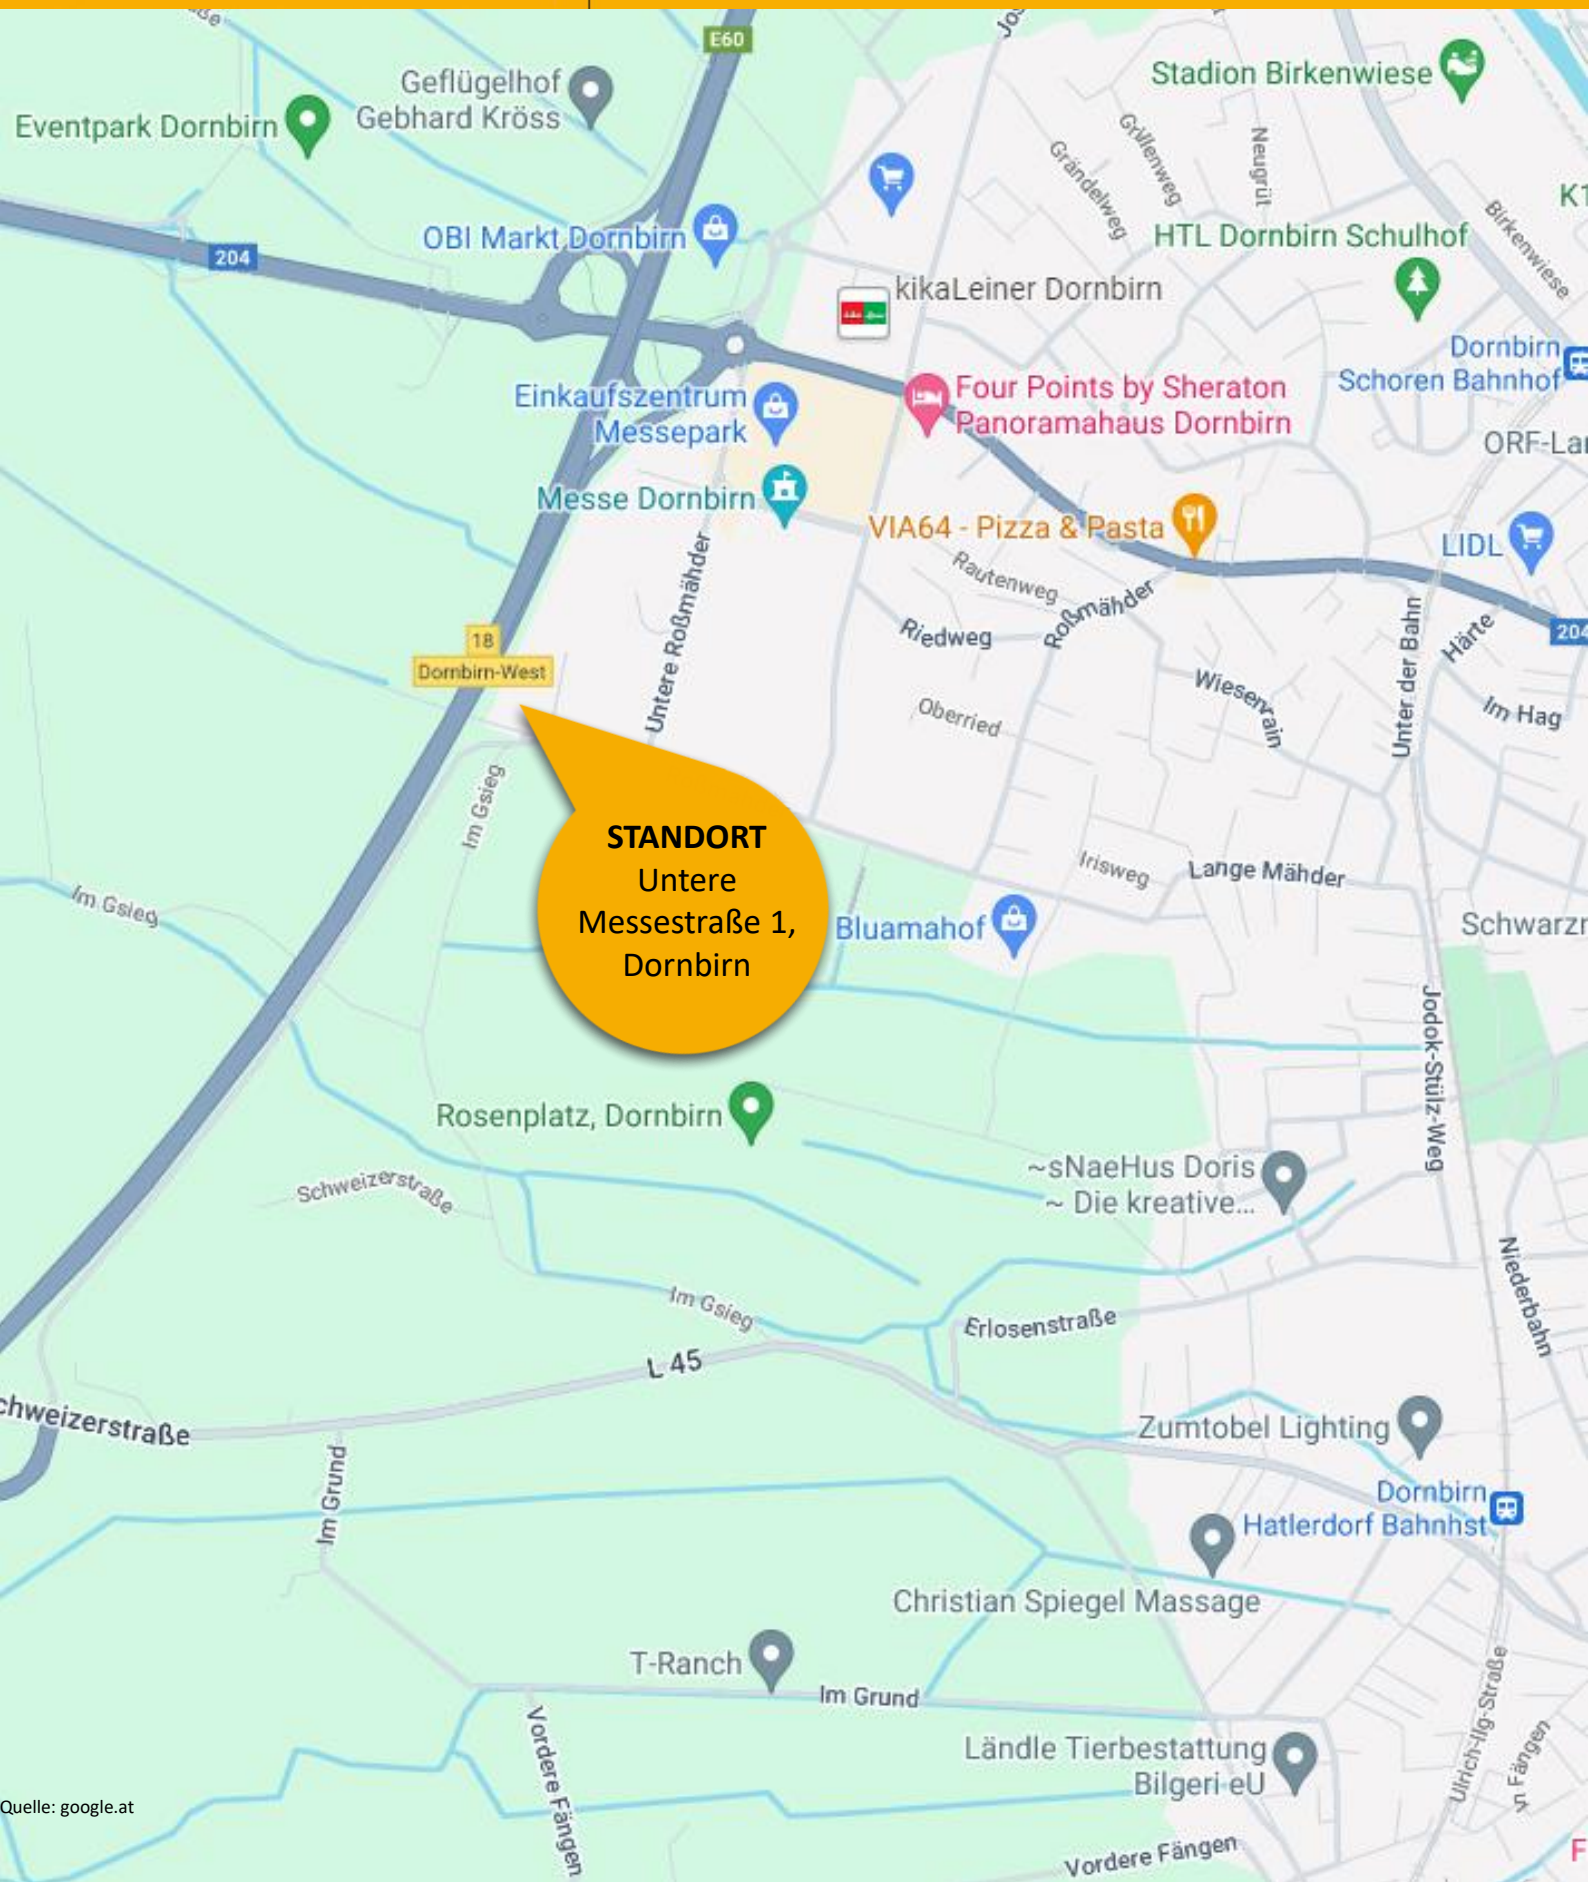 E60
Stadion Birkenwiese
Geflügelhof
Gebhard Kröss
Eventpark Dornbirn
Grillenweg
Neugrüt
Grändelweg
Birkenwiese
OBI Markt Dornbirn
HTL Dornbirn Schulhof
204
kikaLeiner Dornbirn
Dornbirn
Schoren Bahnhof
Einkaufszentrum
Messepark
Four Points by Sheraton
Panoramahaus Dornbirn
Messe Dornbirn
VIA64 - Pizza & Pasta
LIDL
Rautenweg
Roßmähder
Riedweg
Untere Roßmähder
Unter der Bahn
Härte
204
18
Dornbirn-West
Wiesenrain
Im Hag
Oberried
Im Gsieg
STANDORT
Untere
Messestraße 1,
Dornbirn
Irisweg
Lange Mähder
Im Gsieg
Bluamahof
Jodok-Stülz-Weg
Rosenplatz, Dornbirn
~sNaeHus Doris
~ Die kreative...
Schweizerstraße
Niederbahn
Im Gsieg
Erlosenstraße
L 45
chweizerstraße
Zumtobel Lighting
Im Grund
Dornbirn
Hatlerdorf Bahnhst
Christian Spiegel Massage
T-Ranch
Im Grund
Ulrich-Ilg-Straße
Vordere Fängen
Ländle Tierbestattung
Bilgeri eU
In Fängen
Quelle: google.at
Vordere Fängen